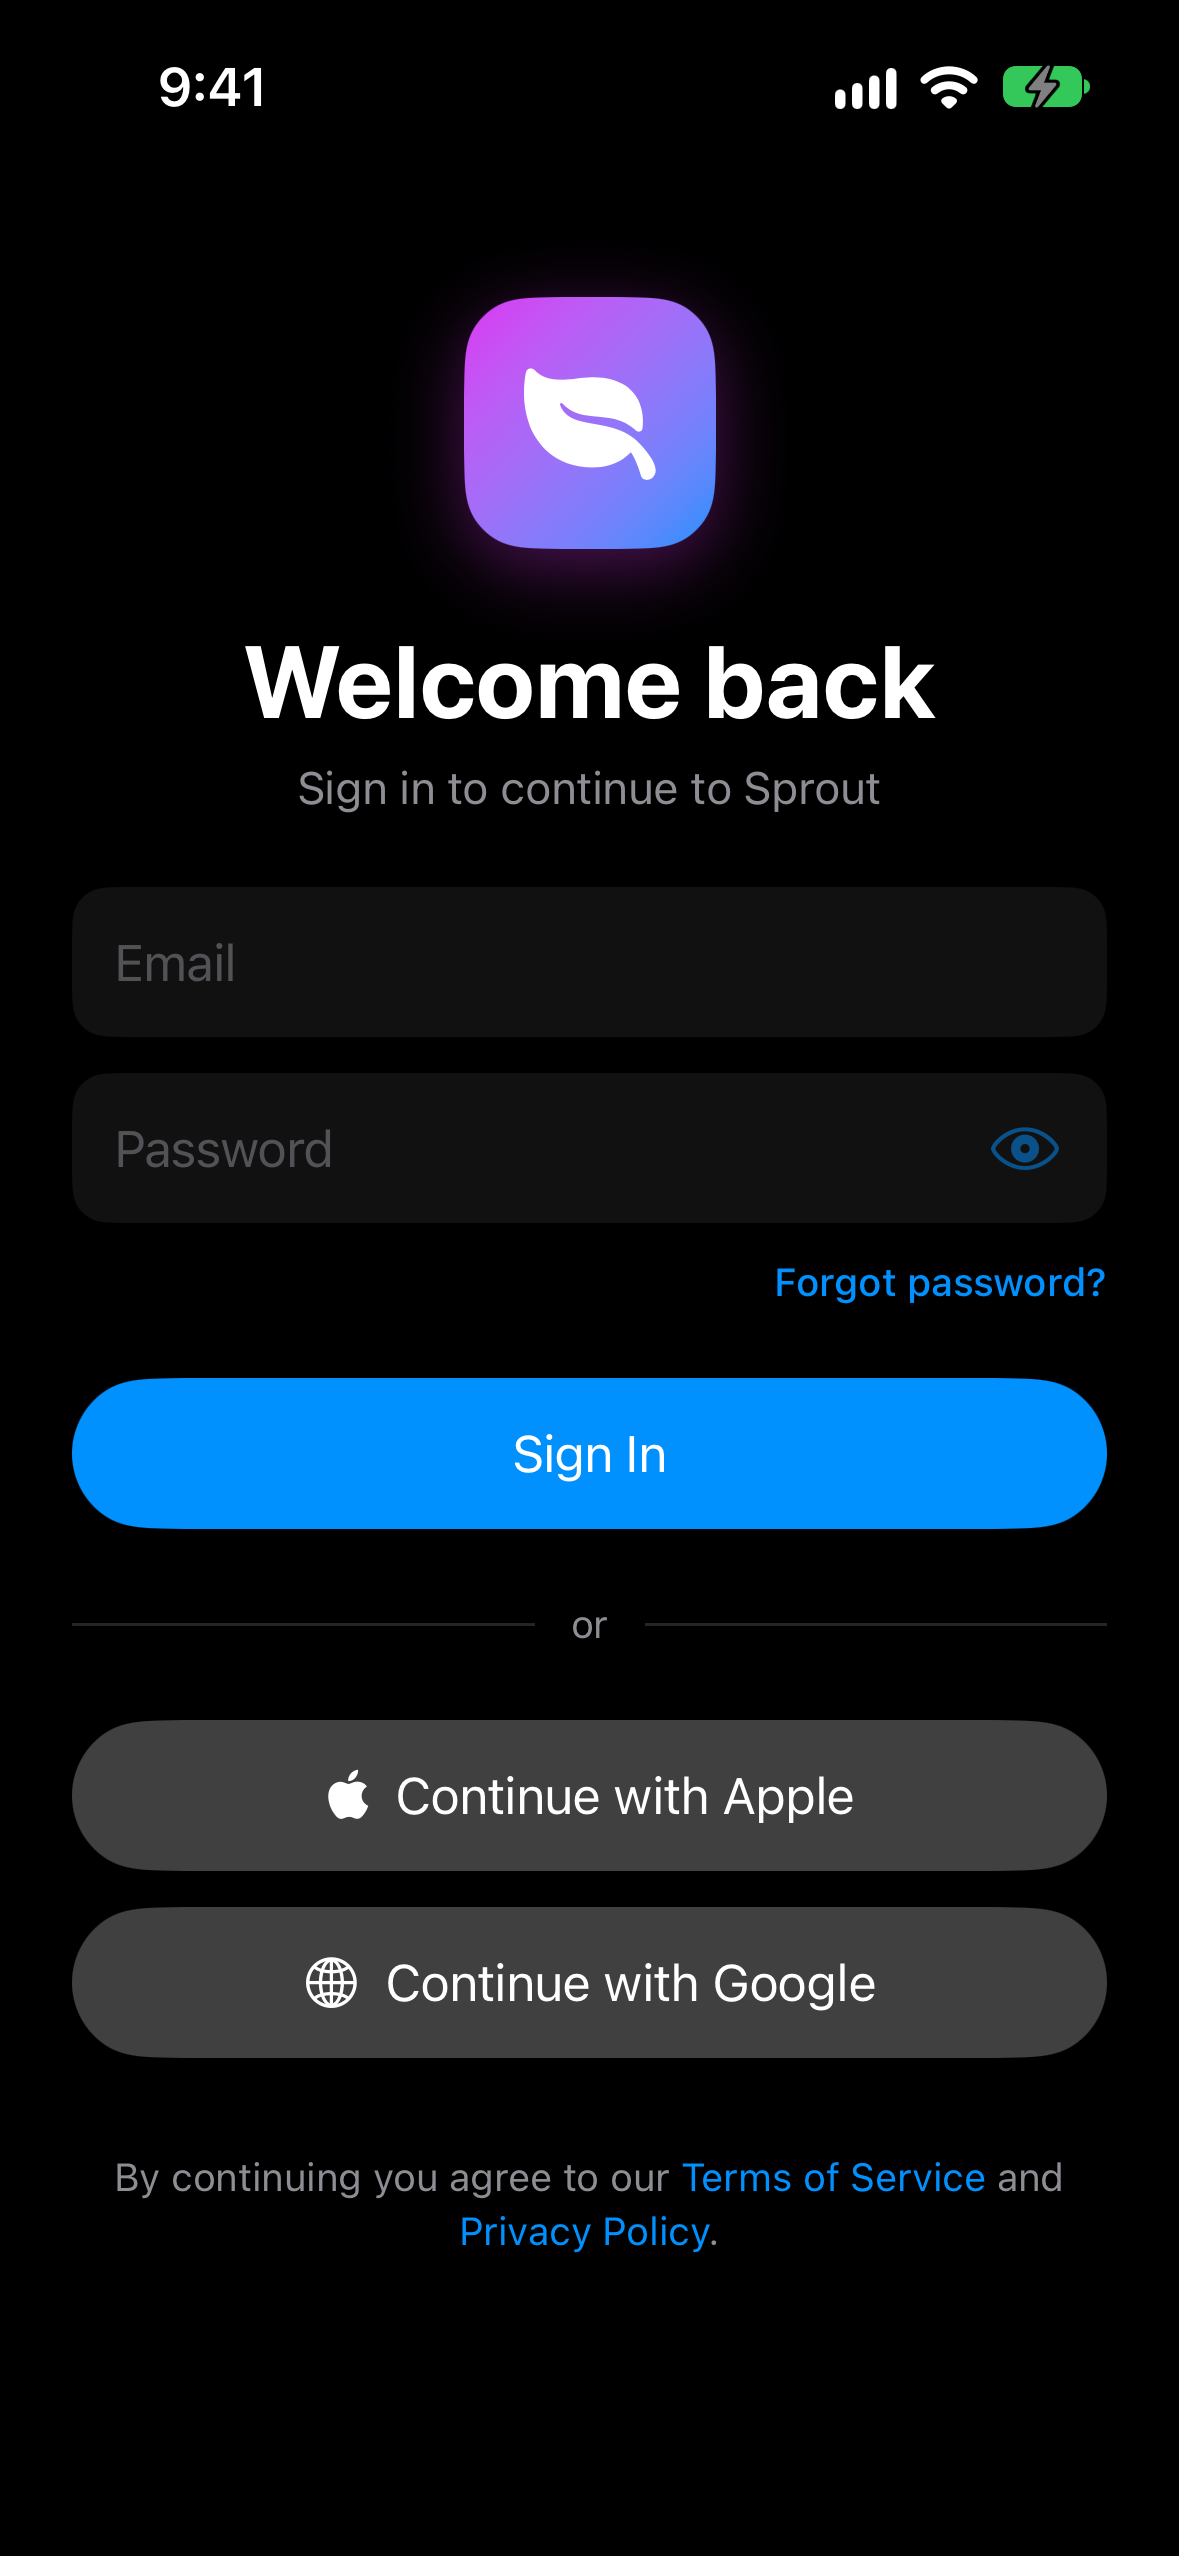 9:41
Welcome back
Sign in to continue to Sprout
Email
Password
Forgot password?
Sign In
or
Continue with Apple
Continue with Google
By continuing you agree to our Terms of Service and
Privacy Policy.